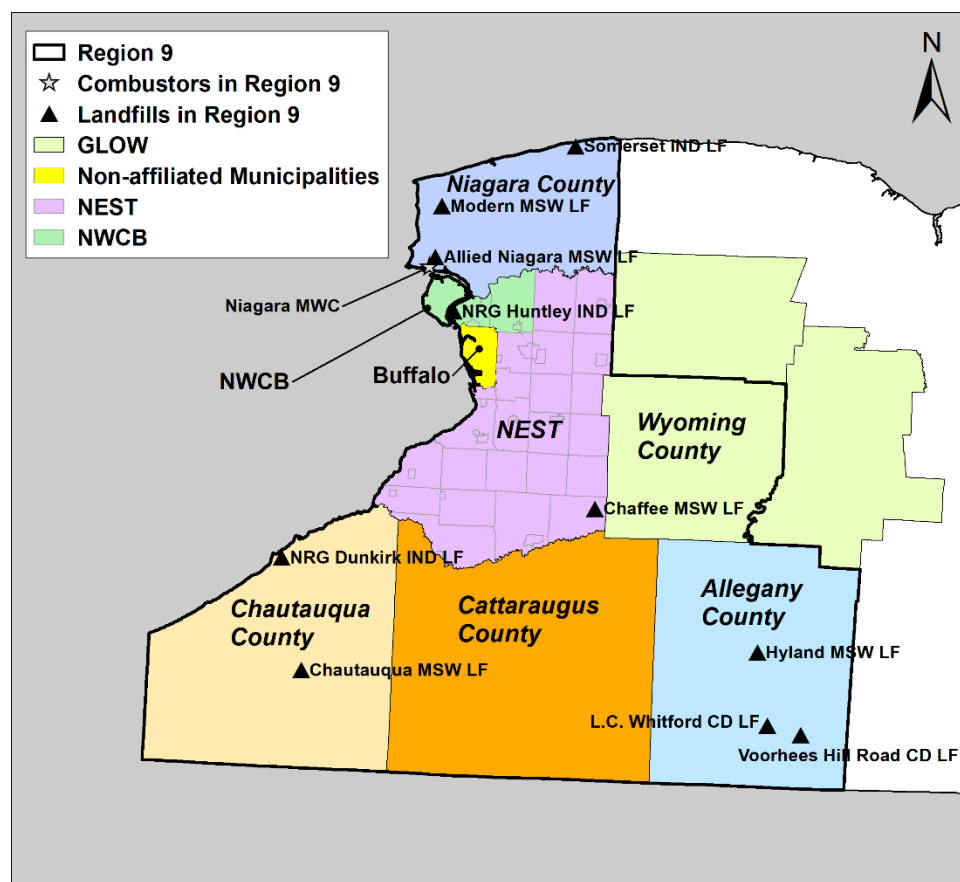 Region 9
Combustors in Region 9
Landfills in Region 9
GLOW
Non-affiliated Municipalities
NEST
NWCB
N
Somerset IND LF
Niagara County
Modern MSW LF
Allied Niagara MSW LF
Niagara MWC
NRG Huntley IND LF
NWCB
Buffalo
NEST
Wyoming
County
Chaffee MSW LF
NRG Dunkirk IND LF
Chautauqua
County
Cattaraugus
County
Allegany
County
Hyland MSW LF
Chautauqua MSW LF
L.C. Whitford CD LF
Voorhees Hill Road CD LF